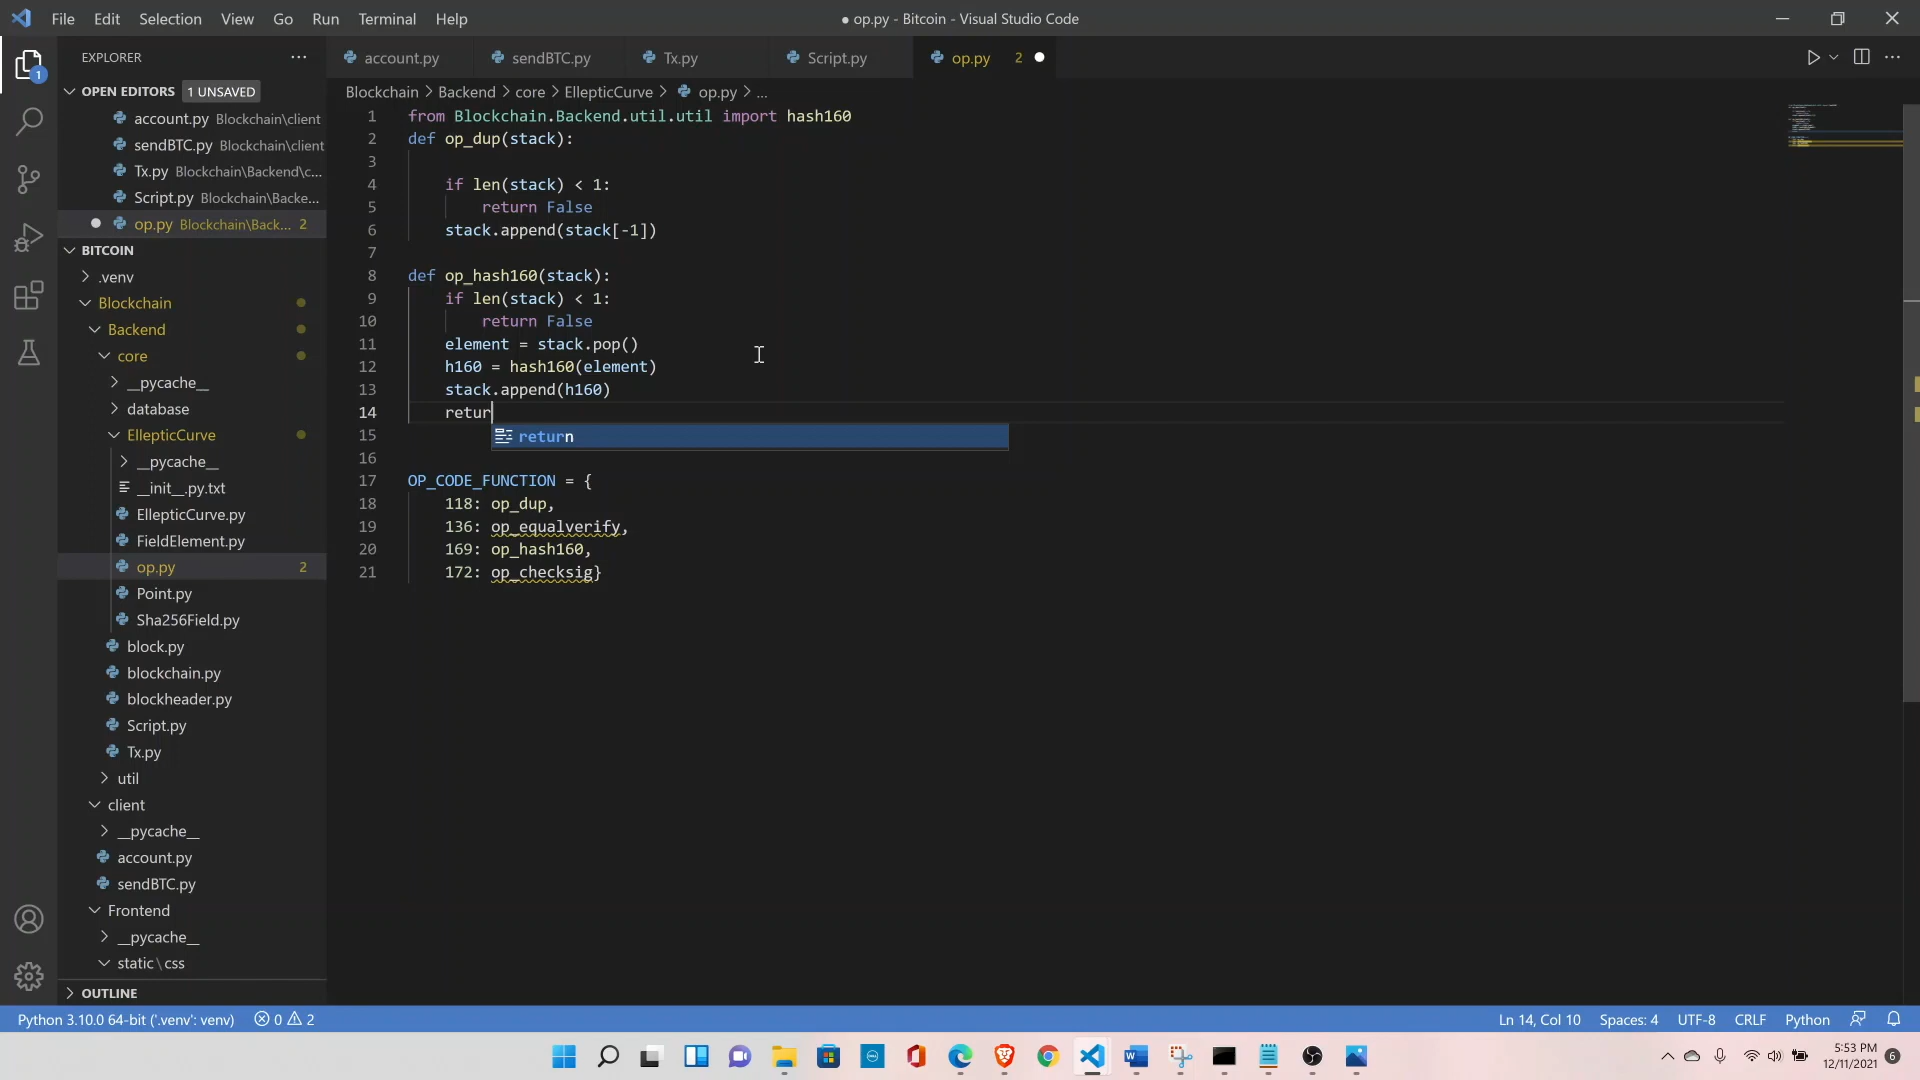 File Edit Selection View Go Run Terminal Help
● op.py - Bitcoin - Visual Studio Code
EXPLORER
OPEN EDITORS 1 UNSAVED
account.py Blockchain\client
sendBTC.py Blockchain\client
Tx.py Blockchain\Backend\c...
Script.py Blockchain\Backe...
op.py Blockchain\Back... 2
BITCOIN
.venv
Blockchain
Backend
core
__pycache__
database
EllepticCurve
__pycache__
__init__.py.txt
EllepticCurve.py
FieldElement.py
op.py 2
Point.py
Sha256Field.py
block.py
blockchain.py
blockheader.py
Script.py
Tx.py
util
client
__pycache__
account.py
sendBTC.py
Frontend
__pycache__
static\css
OUTLINE
1
account.py sendBTC.py Tx.py Script.py op.py 2
Blockchain > Backend > core > EllepticCurve > op.py > ...
1 from Blockchain.Backend.util.util import hash160
2 def op_dup(stack):
3
4 if len(stack) < 1:
5 return False
6 stack.append(stack[-1])
7
8 def op_hash160(stack):
9 if len(stack) < 1:
10 return False
11 element = stack.pop()
12 h160 = hash160(element)
13 stack.append(h160)
14 retur
return
15
16
17 OP_CODE_FUNCTION = {
18 118: op_dup,
19 136: op_equalverify,
20 169: op_hash160,
21 172: op_checksig}
Python 3.10.0 64-bit ('.venv': venv) 0 2
Ln 14, Col 10 Spaces: 4 UTF-8 CRLF Python
5:53 PM
12/11/2021
6